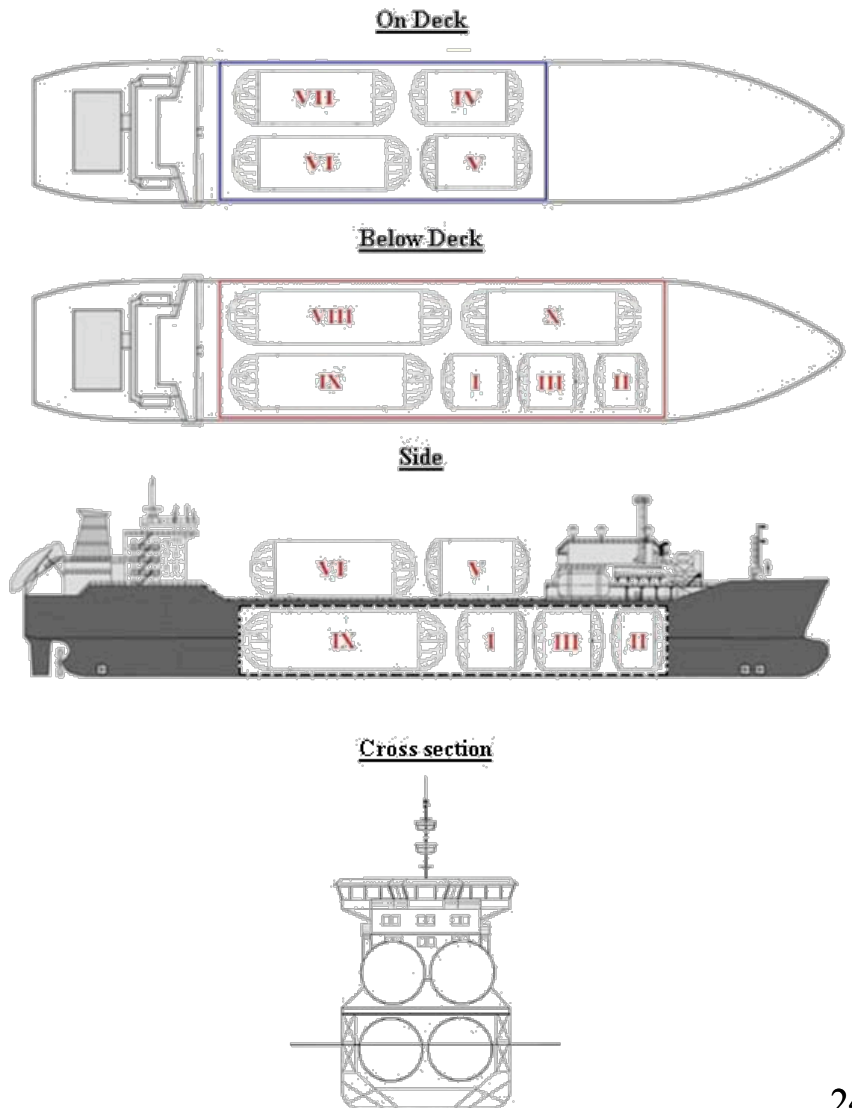 On Deck
VII IV
VI V
Below Deck
VIII X
IX I III II
Side
VI V
IX I III II
Cross section